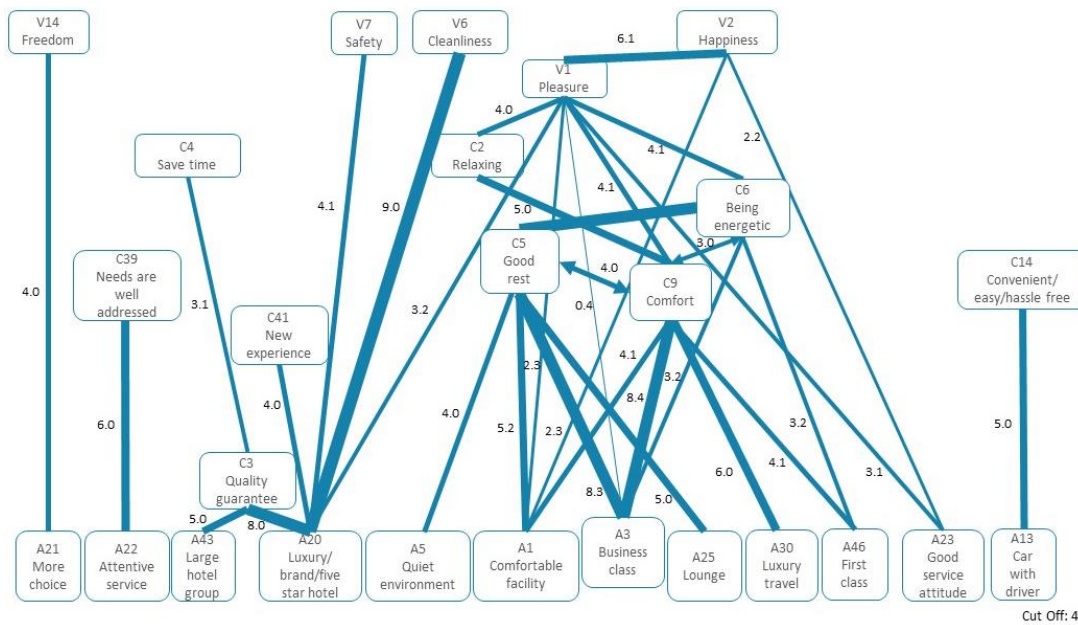 V14
Freedom
V7
Safety
V6
Cleanliness
V2
Happiness
6.1
V1
Pleasure
4.0
2.2
C4
Save time
C2
Relaxing
4.1
4.1
C6
Being
energetic
4.1
9.0
5.0
C5
Good
rest
3.0
4.0
C9
Comfort
C39
Needs are
well
addressed
C14
Convenient/
easy/hassle free
4.0
3.1
3.2
0.4
C41
New
experience
2.3
4.1
3.2
8.4
4.0
4.0
6.0
5.2
2.3
3.2
5.0
C3
Quality
guarantee
6.0
4.1
3.1
8.3
5.0
5.0
8.0
A21
More
choice
A22
Attentive
service
A43
Large
hotel
group
A20
Luxury/
brand/five
star hotel
A5
Quiet
environment
A1
Comfortable
facility
A3
Business
class
A25
Lounge
A30
Luxury
travel
A46
First
class
A23
Good
service
attitude
A13
Car
with
driver
Cut Off: 4